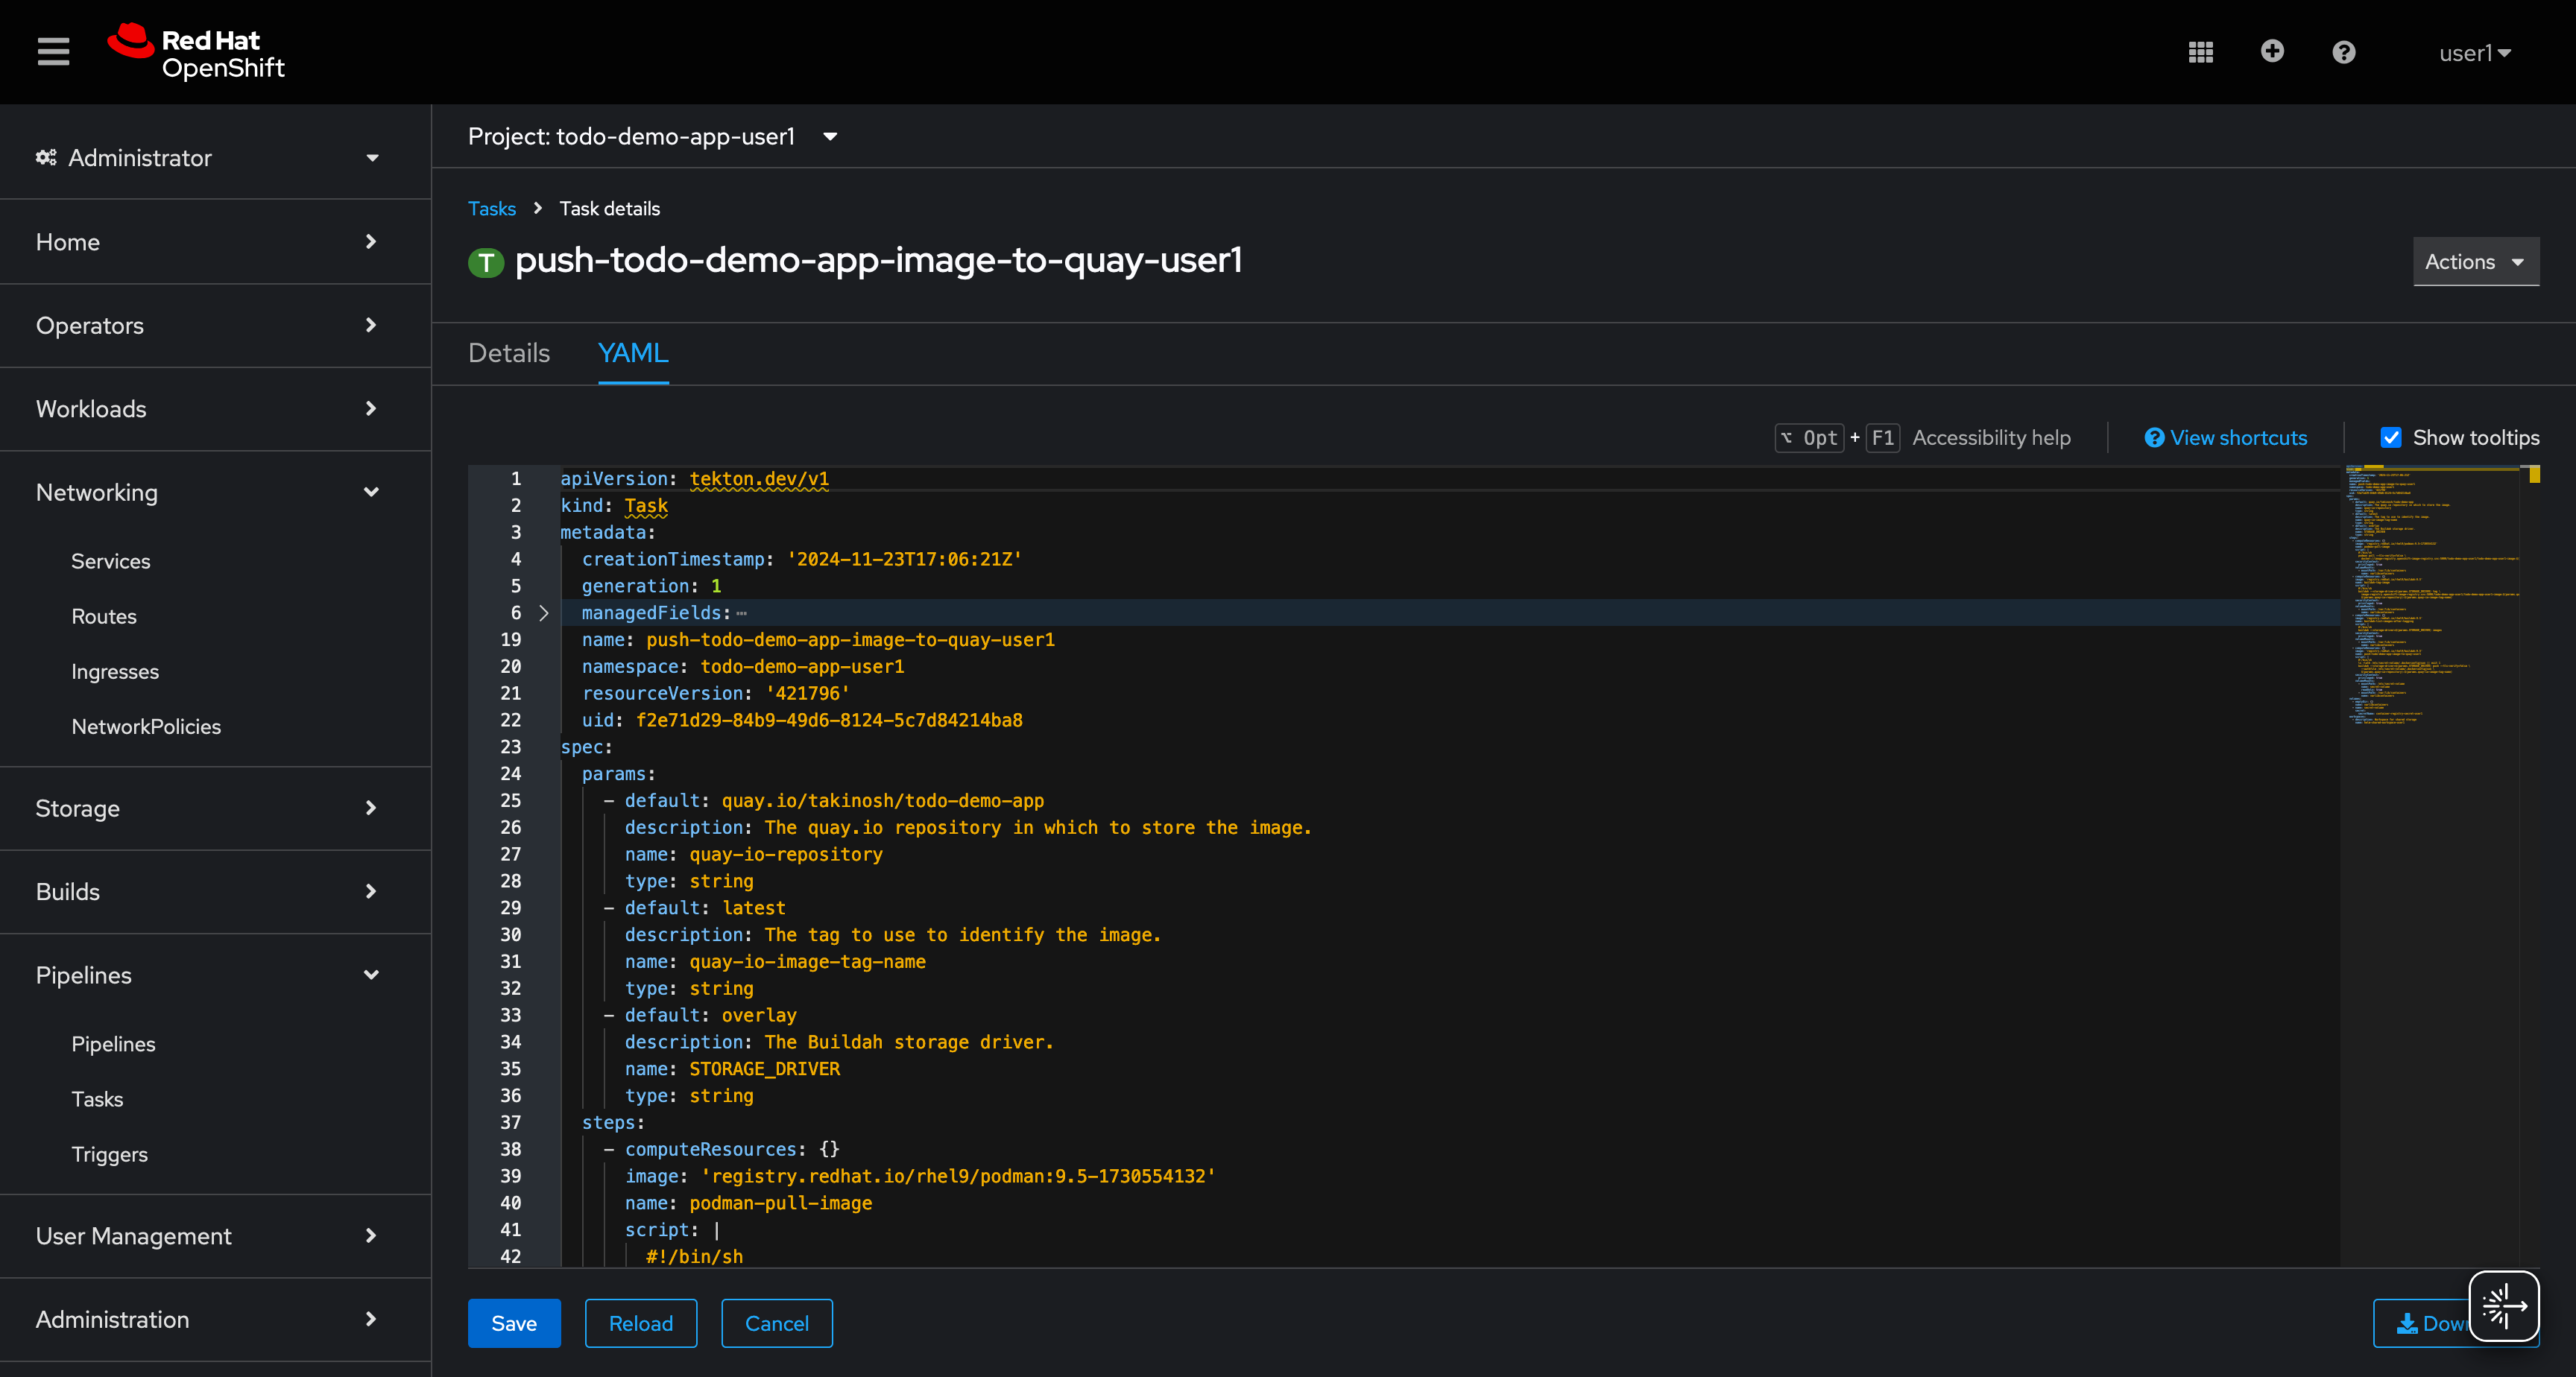 Red Hat
OpenShift
user1
Administrator
Home
Operators
Workloads
Networking
Services
Routes
Ingresses
NetworkPolicies
Storage
Builds
Pipelines
Pipelines
Tasks
Triggers
User Management
Administration
Project: todo-demo-app-user1
Tasks > Task details
T push-todo-demo-app-image-to-quay-user1
Actions
Details YAML
⌥ Opt + F1 Accessibility help View shortcuts Show tooltips
1 apiVersion: tekton.dev/v1
2 kind: Task
3 metadata:
4 creationTimestamp: '2024-11-23T17:06:21Z'
5 generation: 1
6 managedFields: …
19 name: push-todo-demo-app-image-to-quay-user1
20 namespace: todo-demo-app-user1
21 resourceVersion: '421796'
22 uid: f2e71d29-84b9-49d6-8124-5c7d84214ba8
23 spec:
24 params:
25 - default: quay.io/takinosh/todo-demo-app
26 description: The quay.io repository in which to store the image.
27 name: quay-io-repository
28 type: string
29 - default: latest
30 description: The tag to use to identify the image.
31 name: quay-io-image-tag-name
32 type: string
33 - default: overlay
34 description: The Buildah storage driver.
35 name: STORAGE_DRIVER
36 type: string
37 steps:
38 - computeResources: {}
39 image: 'registry.redhat.io/rhel9/podman:9.5-1730554132'
40 name: podman-pull-image
41 script: |
42 #!/bin/sh
Save Reload Cancel